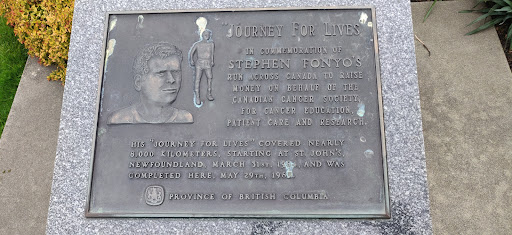 "JOURNEY FOR LIVES"
IN COMMEMORATION OF
STEPHEN FONYO'S
RUN ACROSS CANADA TO RAISE
MONEY ON BEHALF OF THE
CANADIAN CANCER SOCIETY
FOR CANCER EDUCATION,
PATIENT CARE AND RESEARCH.
HIS "JOURNEY FOR LIVES" COVERED NEARLY
8,000 KILOMETERS, STARTING AT ST. JOHN'S,
NEWFOUNDLAND, MARCH 31ST, AND WAS
COMPLETED HERE, MAY 29TH,
PROVINCE OF BRITISH COLUMBIA